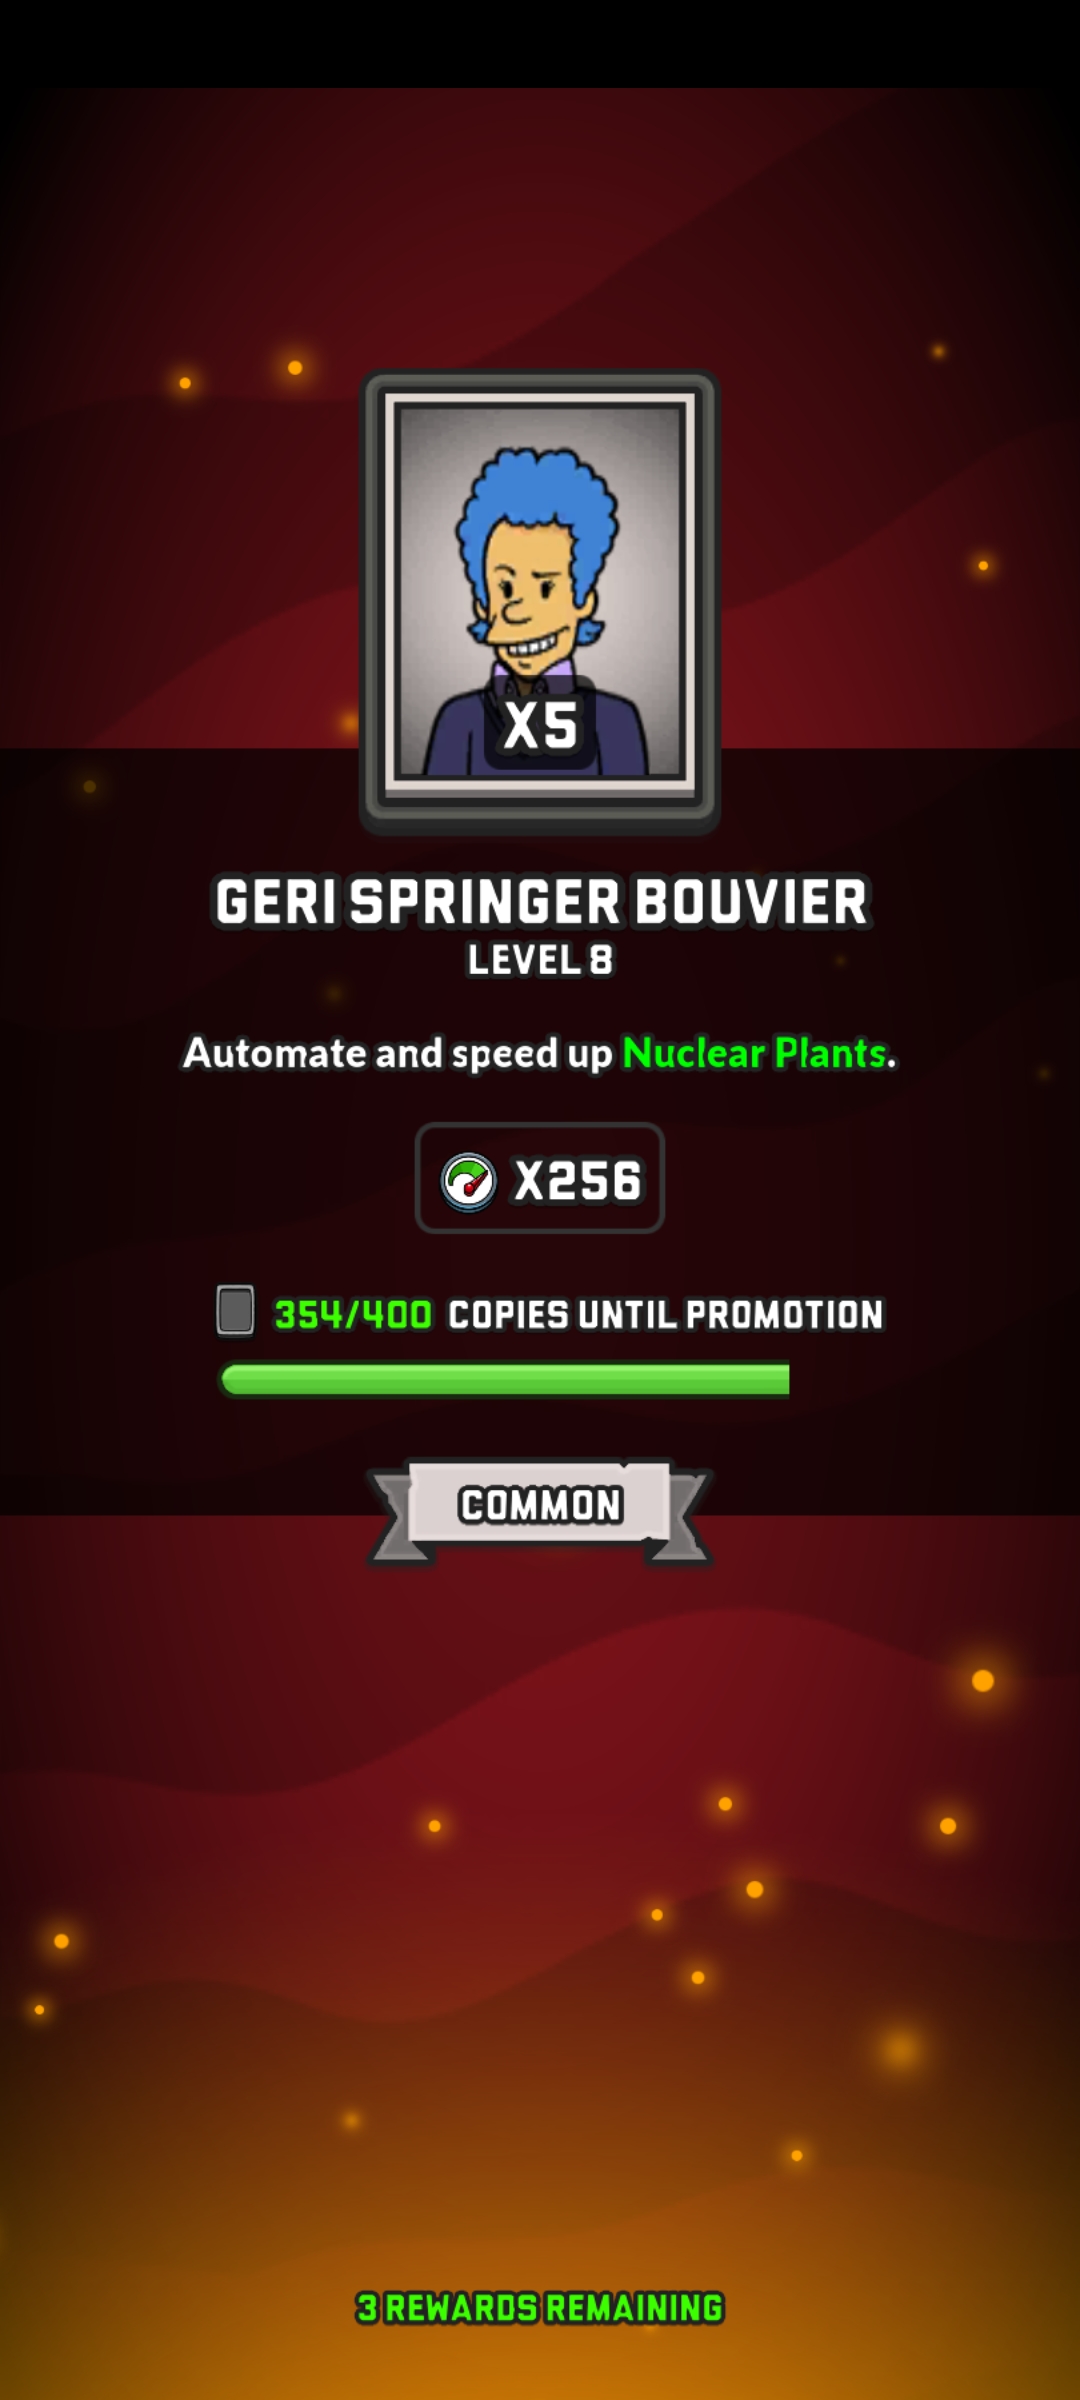 X5
GERI SPRINGER BOUVIER
LEVEL 8
Automate and speed up Nuclear Plants.
X256
354/400 COPIES UNTIL PROMOTION
COMMON
3 REWARDS REMAINING